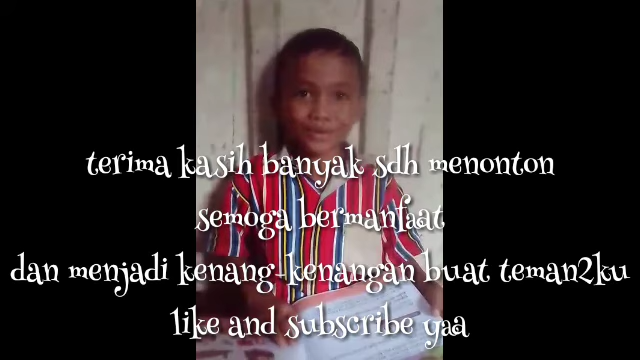 terima kasih banyak sdh menonton
semoga bermanfaat
dan menjadi kenang-kenangan buat teman2ku
like and subscribe yaa